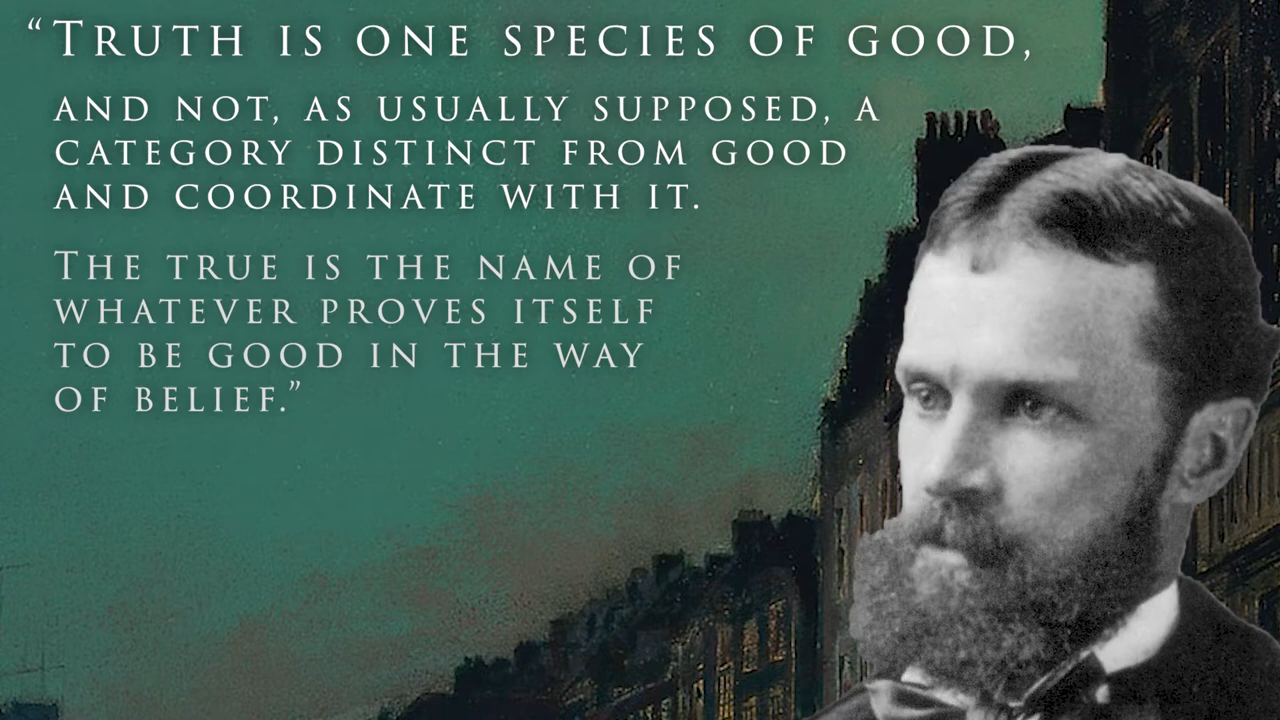 “Truth is one species of good,
and not, as usually supposed, a
category distinct from good
and coordinate with it.
The true is the name of
whatever proves itself
to be good in the way
of belief.”